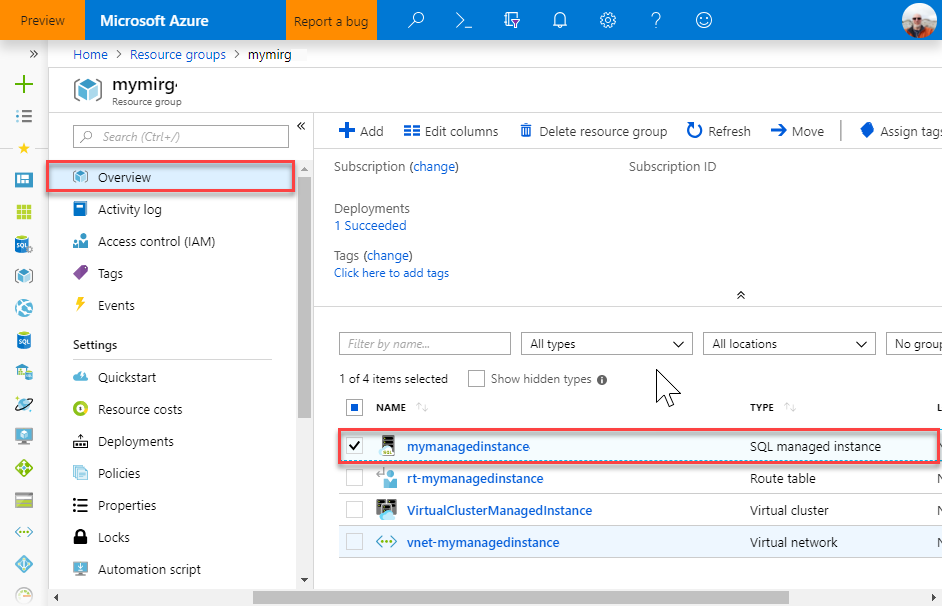 Preview
Microsoft Azure
Report a bug
Home > Resource groups > mymirg
mymirg
Resource group
Search (Ctrl+/)
Overview
Activity log
Access control (IAM)
Tags
Events
Settings
Quickstart
Resource costs
Deployments
Policies
Properties
Locks
Automation script
Add Edit columns Delete resource group Refresh Move Assign tags
Subscription (change) Subscription ID
Deployments
1 Succeeded
Tags (change)
Click here to add tags
Filter by name... All types All locations No grou
1 of 4 items selected Show hidden types
NAME TYPE L
mymanagedinstance SQL managed instance
rt-mymanagedinstance Route table
VirtualClusterManagedInstance Virtual cluster
vnet-mymanagedinstance Virtual network